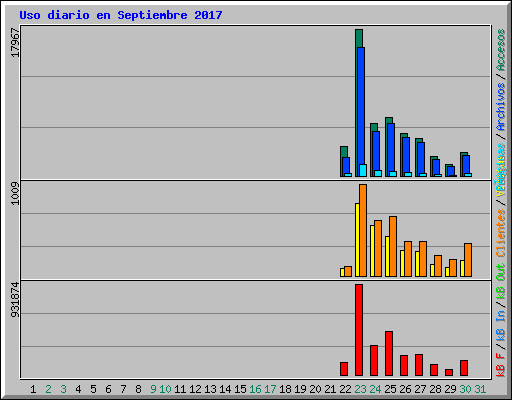 Uso diario en Septiembre 2017
17967
1009
931874
Accesos
/ Archivos /
Clientes /
kB F / kB In / kB Out
1 2 3 4 5 6 7 8 9 10 11 12 13 14 15 16 17 18 19 20 21 22 23 24 25 26 27 28 29 30 31